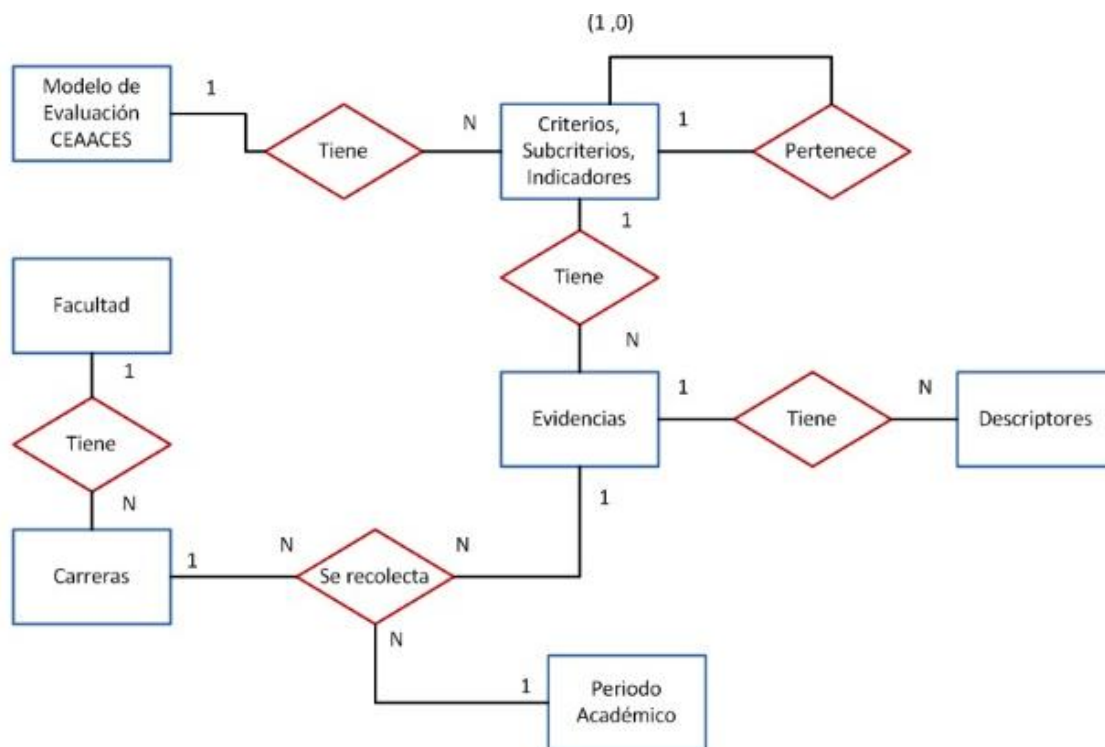 (1 ,0)
Modelo de
Evaluación
CEAACES
1
Tiene
N
Criterios,
Subcriterios,
Indicadores
1
Pertenece
1
Tiene
N
Facultad
1
Tiene
N
Evidencias
1
Tiene
N
Descriptores
1
Carreras
1
N
Se recolecta
N
N
1
Periodo
Académico